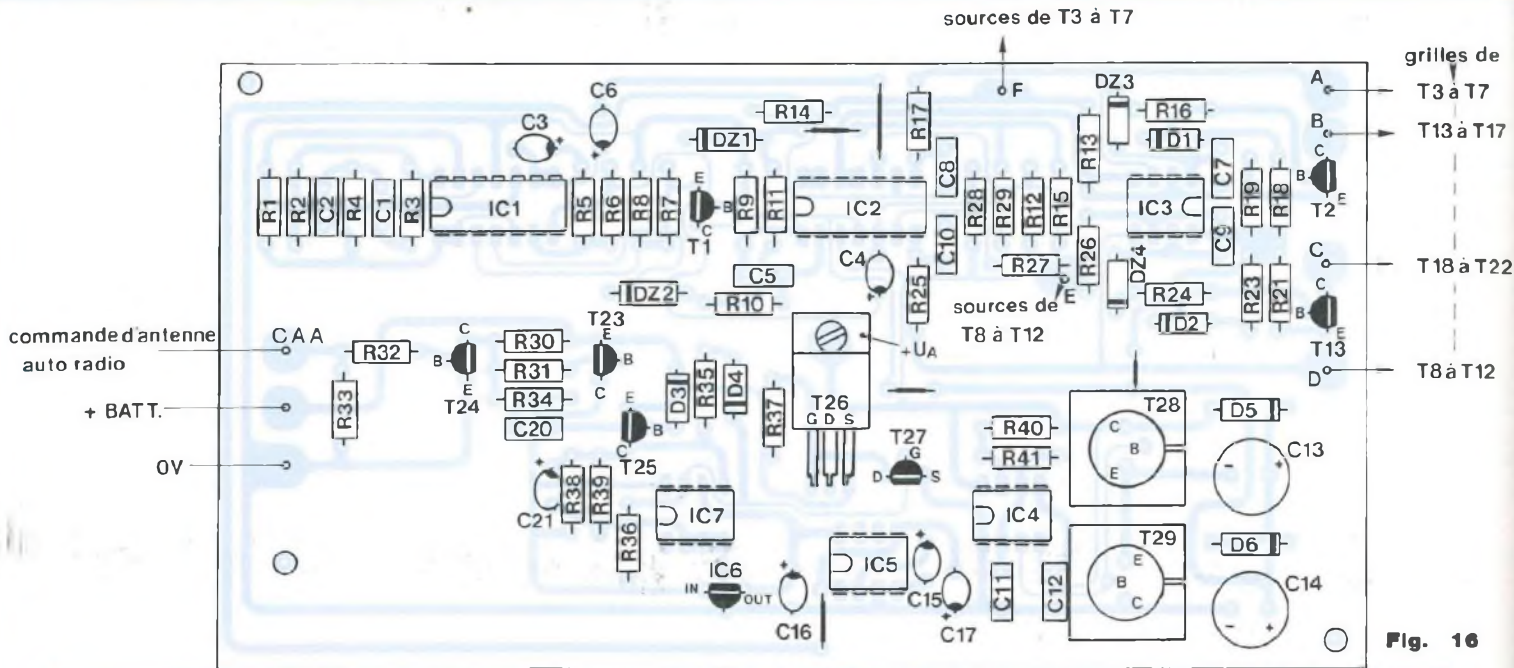 sources de T3 à T7
grilles de
A
T3 à T7
B
T13 à T17
F
DZ3
R16
D1
C6
C3
R14
DZ1
R17
R13
C8
C7
C
B
E
T2
R1
R2
C2
R4
C1
R3
IC1
R5
R6
R8
R7
E
B
C
T1
R9
R11
IC2
R28
R29
R12
R15
IC3
R19
R18
C10
C9
C4
R27
R26
DZ4
C
T18 à T22
C5
DZ2
R10
R25
sources de
T8 à T12
E
R24
D2
R23
R21
C
B
E
T13
commande d'antenne
auto radio
CAA
R32
C
B
E
T24
R30
R31
R34
C20
T23
E
B
C
+UA
D
T8 à T12
+ BATT.
R33
E
B
C
T25
D3
R35
D4
R37
T26
G D S
T27
G
D
S
R40
R41
T28
C
B
E
D5
C13
-
+
0V
C21
+
R38
R39
R36
IC7
IC4
IC5
T29
E
B
C
D6
C14
-
+
IC6
IN
OUT
+
C16
C15
+
C17
C11
C12
Fig. 16